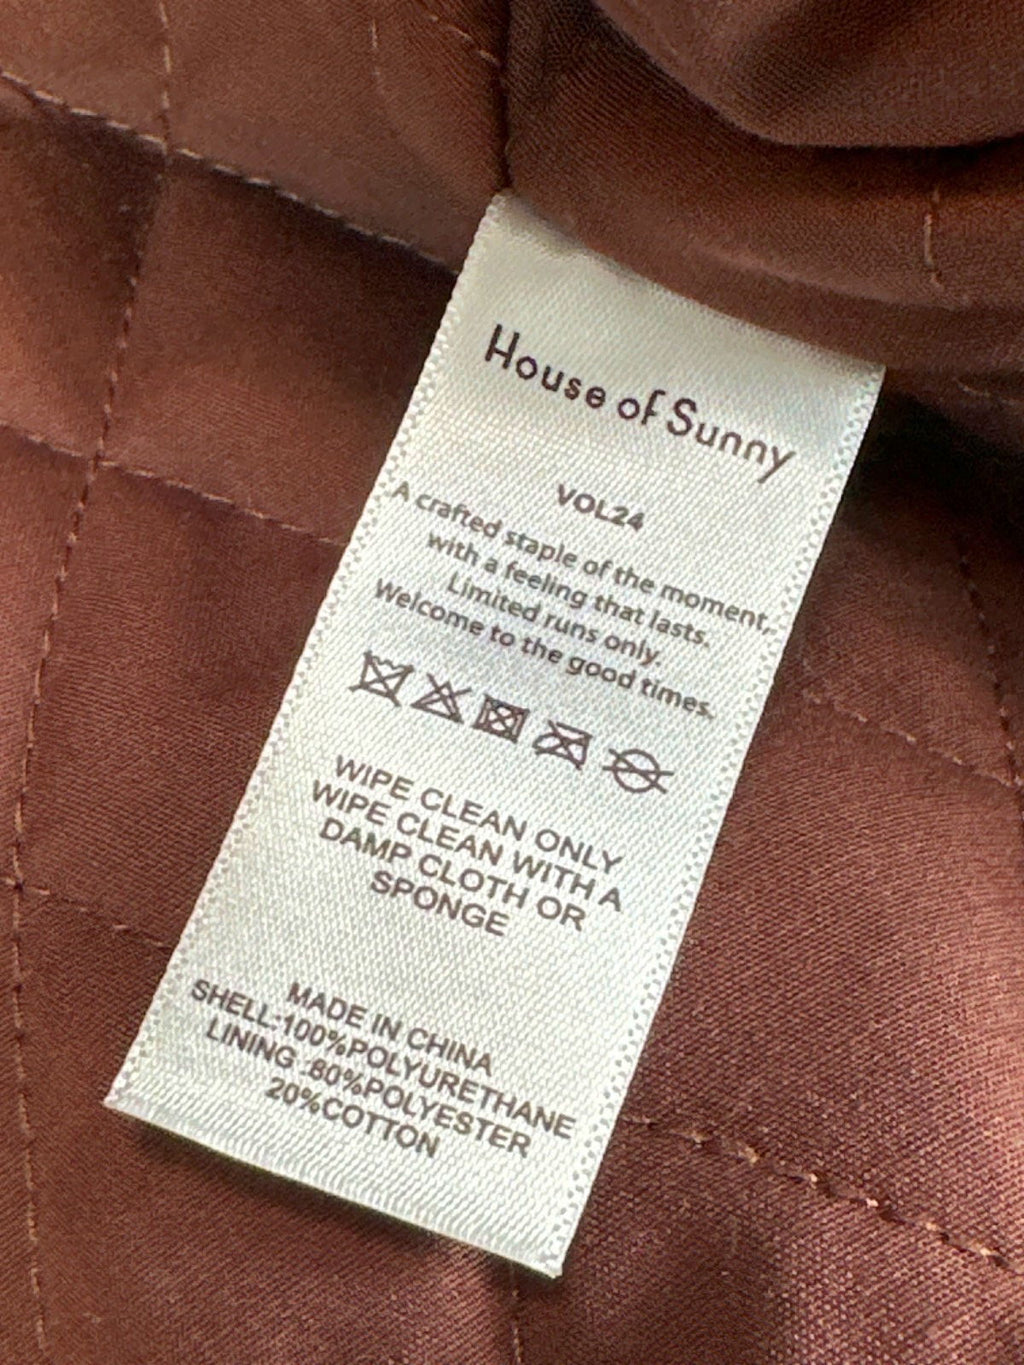 House of Sunny
VOL24
A crafted staple of the moment,
with a feeling that lasts.
Limited runs only.
Welcome to the good times.
WIPE CLEAN ONLY
WIPE CLEAN WITH A
DAMP CLOTH OR
SPONGE
MADE IN CHINA
SHELL:100%POLYURETHANE
LINING :80%POLYESTER
20%COTTON